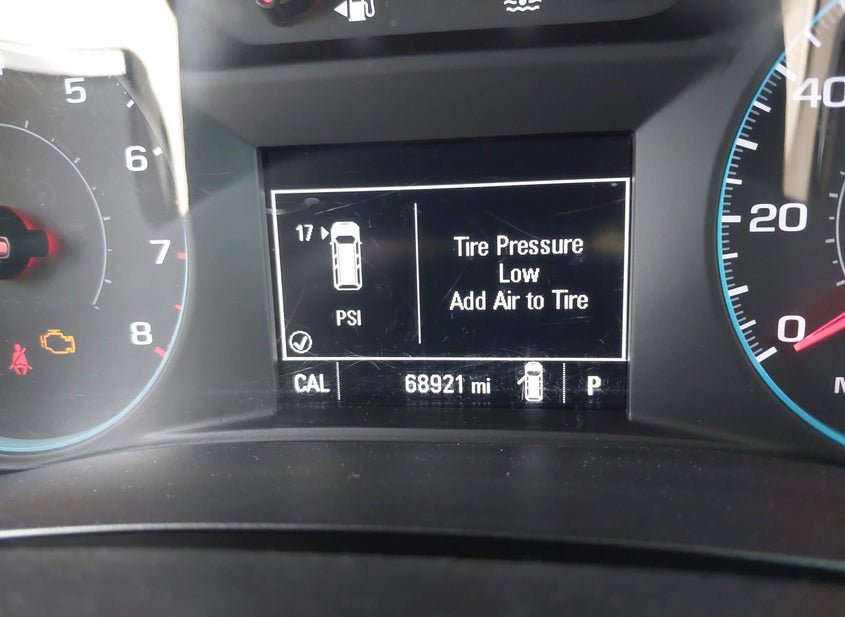 5
6
7
8
17
PSI
Tire Pressure
Low
Add Air to Tire
CAL
68921 mi
P
40
20
0